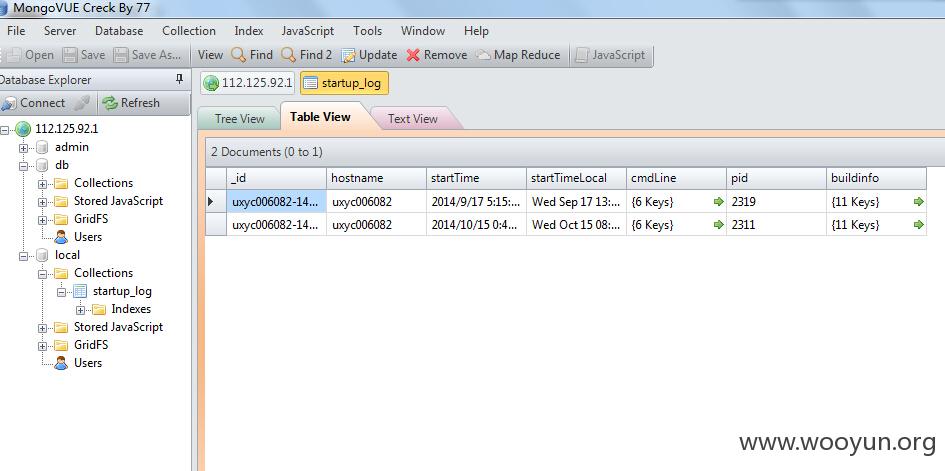 MongoVUE Creck By 77
File Server Database Collection Index JavaScript Tools Window Help
Open Save Save As... View Find Find 2 Update Remove Map Reduce JavaScript
Database Explorer
Connect Refresh
112.125.92.1
admin
db
Collections
Stored JavaScript
GridFS
Users
local
Collections
startup_log
Indexes
Stored JavaScript
GridFS
Users
112.125.92.1 startup_log
Tree View Table View Text View
2 Documents (0 to 1)
_id hostname startTime startTimeLocal cmdLine pid buildinfo
uxyc006082-14... uxyc006082 2014/9/17 5:15:... Wed Sep 17 13:... {6 Keys} 2319 {11 Keys}
uxyc006082-14... uxyc006082 2014/10/15 0:4... Wed Oct 15 08:... {6 Keys} 2311 {11 Keys}
www.wooyun.org